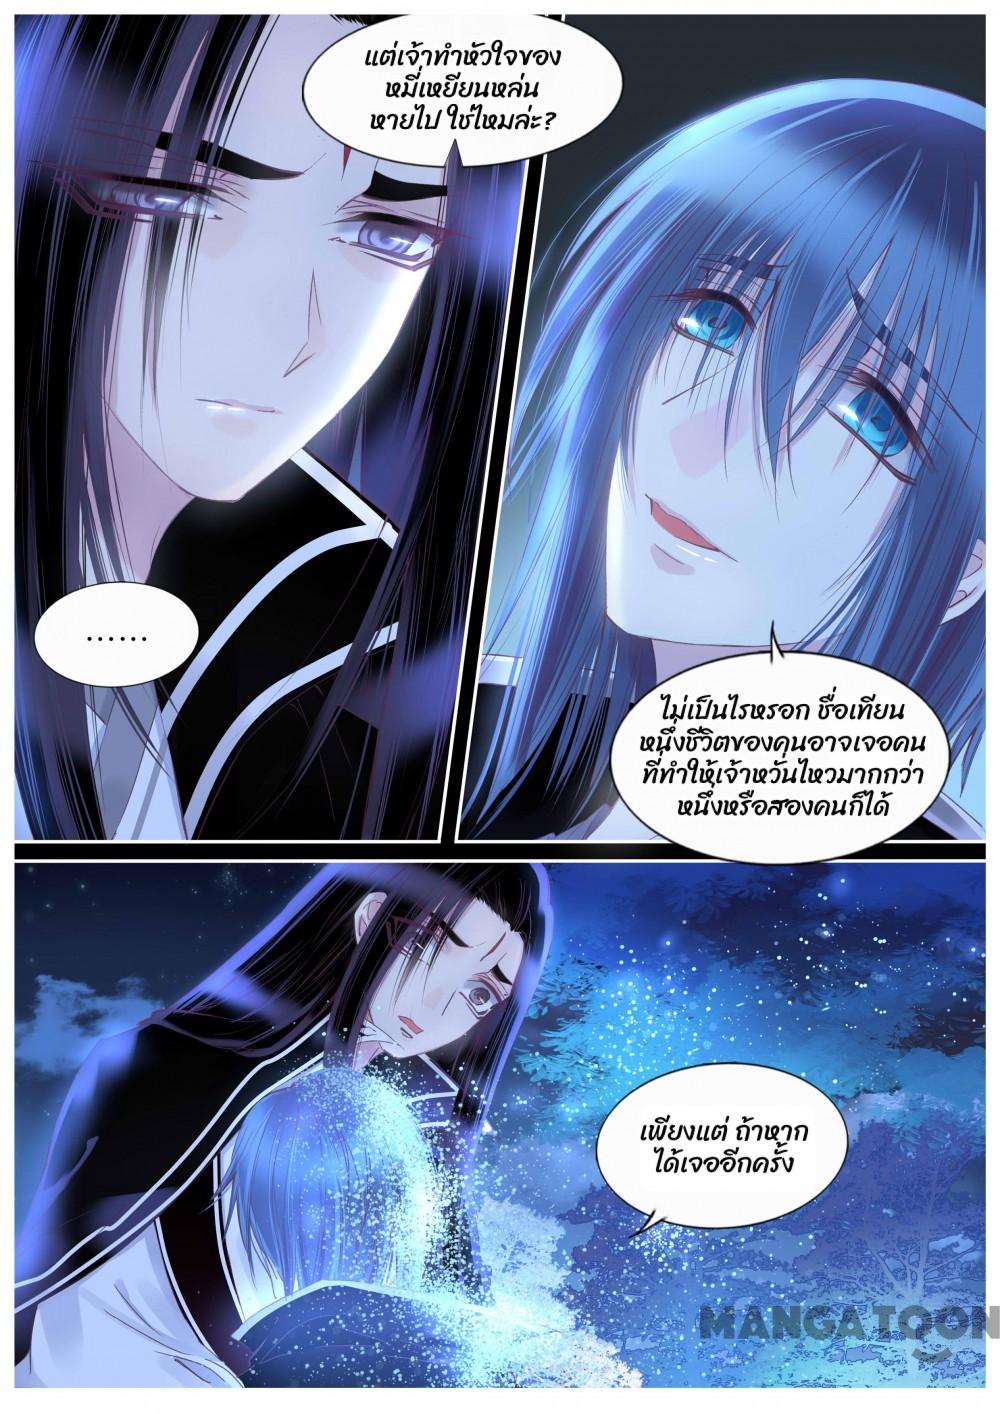 แต่เจ้าทำหัวใจของ
หมี่เหยียนหล่น
หายไป ใช่ไหมล่ะ?
......
ไม่เป็นไรหรอก ชื่อเทียน
หนึ่งชีวิตของคนอาจเจอคน
ที่ทำให้เจ้าหวั่นไหวมากกว่า
หนึ่งหรือสองคนก็ได้
เพียงแต่ ถ้าหาก
ได้เจออีกครั้ง
MANGATOON